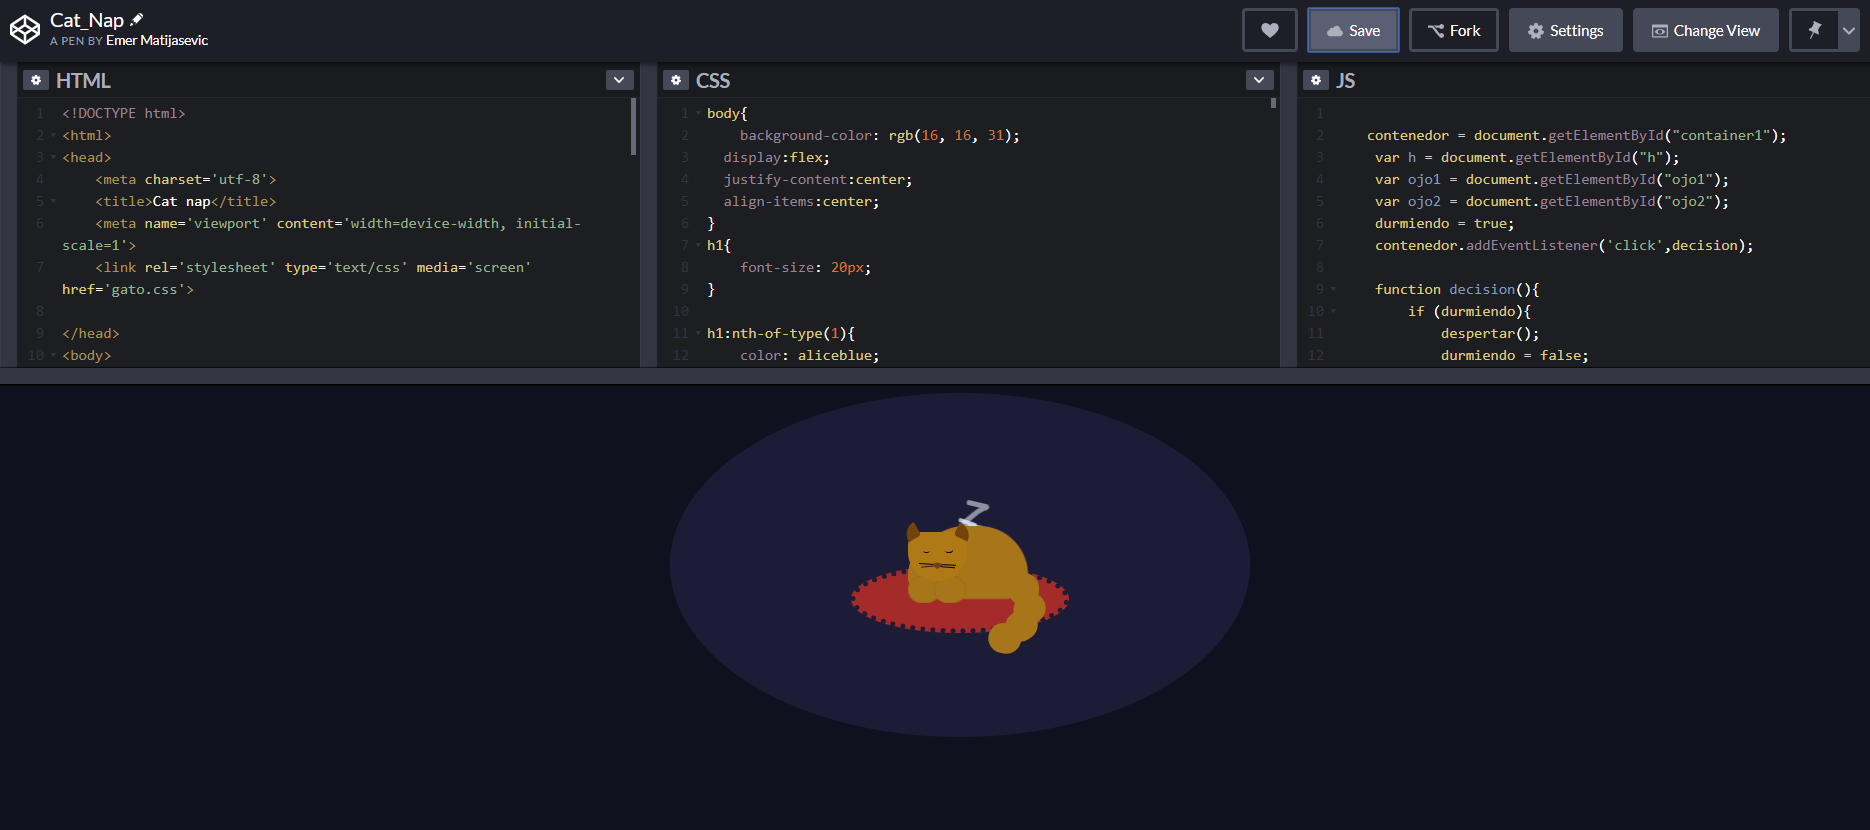 Cat_Nap
A PEN BY Emer Matijasevic
Save
Fork
Settings
Change View
HTML
1 <!DOCTYPE html>
2 <html>
3 <head>
4 <meta charset='utf-8'>
5 <title>Cat nap</title>
6 <meta name='viewport' content='width=device-width, initial-
scale=1'>
7 <link rel='stylesheet' type='text/css' media='screen'
href='gato.css'>
8
9 </head>
10 <body>
CSS
1 body{
2 background-color: rgb(16, 16, 31);
3 display:flex;
4 justify-content:center;
5 align-items:center;
6 }
7 h1{
8 font-size: 20px;
9 }
10
11 h1:nth-of-type(1){
12 color: aliceblue;
JS
1
2 contenedor = document.getElementById("container1");
3 var h = document.getElementById("h");
4 var ojo1 = document.getElementById("ojo1");
5 var ojo2 = document.getElementById("ojo2");
6 durmiendo = true;
7 contenedor.addEventListener('click',decision);
8
9 function decision(){
10 if (durmiendo){
11 despertar();
12 durmiendo = false;
Z